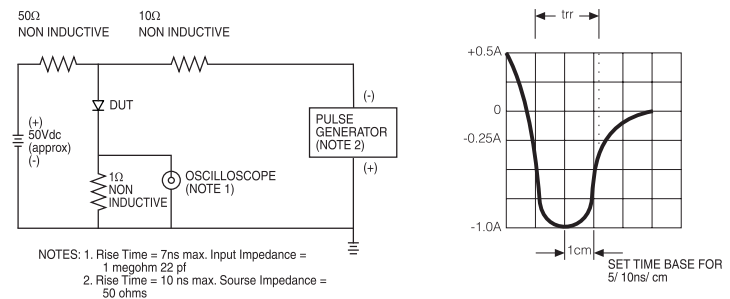 50Ω
NON INDUCTIVE
10Ω
NON INDUCTIVE
DUT
(+)
50Vdc
(approx)
(-)
1Ω
NON
INDUCTIVE
OSCILLOSCOPE
(NOTE 1)
(-)
PULSE
GENERATOR
(NOTE 2)
(+)
NOTES: 1. Rise Time = 7ns max. Input Impedance =
1 megohm 22 pf
2. Rise Time = 10 ns max. Sourse Impedance =
50 ohms
trr
+0.5A
0
-0.25A
-1.0A
1cm
SET TIME BASE FOR
5/ 10ns/ cm